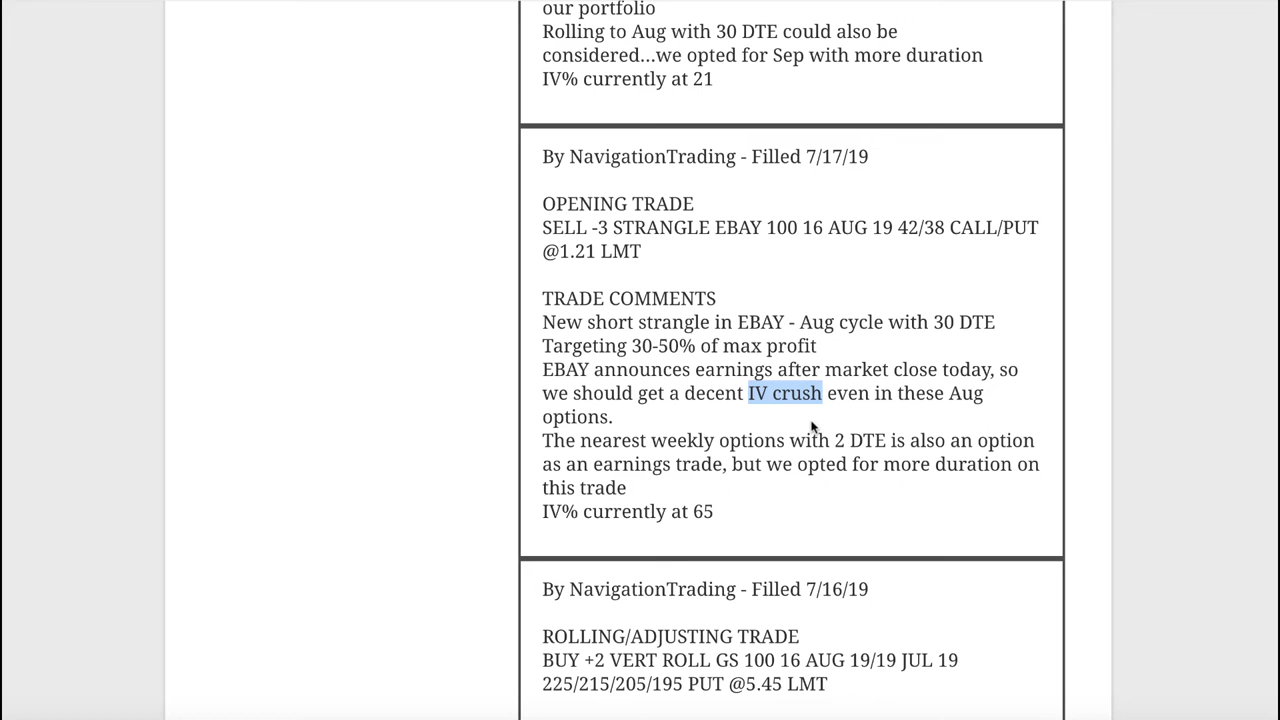 our portfolio
Rolling to Aug with 30 DTE could also be
considered...we opted for Sep with more duration
IV% currently at 21
By NavigationTrading - Filled 7/17/19
OPENING TRADE
SELL -3 STRANGLE EBAY 100 16 AUG 19 42/38 CALL/PUT
@1.21 LMT
TRADE COMMENTS
New short strangle in EBAY - Aug cycle with 30 DTE
Targeting 30-50% of max profit
EBAY announces earnings after market close today, so
we should get a decent IV crush even in these Aug
options.
The nearest weekly options with 2 DTE is also an option
as an earnings trade, but we opted for more duration on
this trade
IV% currently at 65
By NavigationTrading - Filled 7/16/19
ROLLING/ADJUSTING TRADE
BUY +2 VERT ROLL GS 100 16 AUG 19/19 JUL 19
225/215/205/195 PUT @5.45 LMT